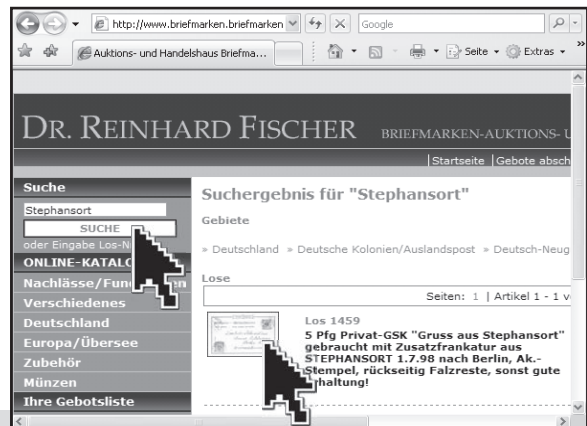 http://www.briefmarken.briefmarken
Google
Auktions- und Handelshaus Briefma...
Seite
Extras
»
DR. REINHARD FISCHER BRIEFMARKEN-AUKTIONS- U
|Startseite |Gebote absch
Suche
Stephansort
SUCHE
oder Eingabe Los-N
ONLINE-KATALO
Nachlässe/Fun en
Verschiedenes
Deutschland
Europa/Übersee
Zubehör
Münzen
Ihre Gebotsliste
Suchergebnis für "Stephansort"
Gebiete
» Deutschland » Deutsche Kolonien/Auslandspost » Deutsch-Neug
Lose
Seiten: 1 | Artikel 1 - 1 v
Los 1459
5 Pfg Privat-GSK "Gruss aus Stephansort"
gebraucht mit Zusatzfrankatur aus
STEPHANSORT 1.7.98 nach Berlin, Ak.-
Stempel, rückseitig Falzreste, sonst gute
rhaltung!